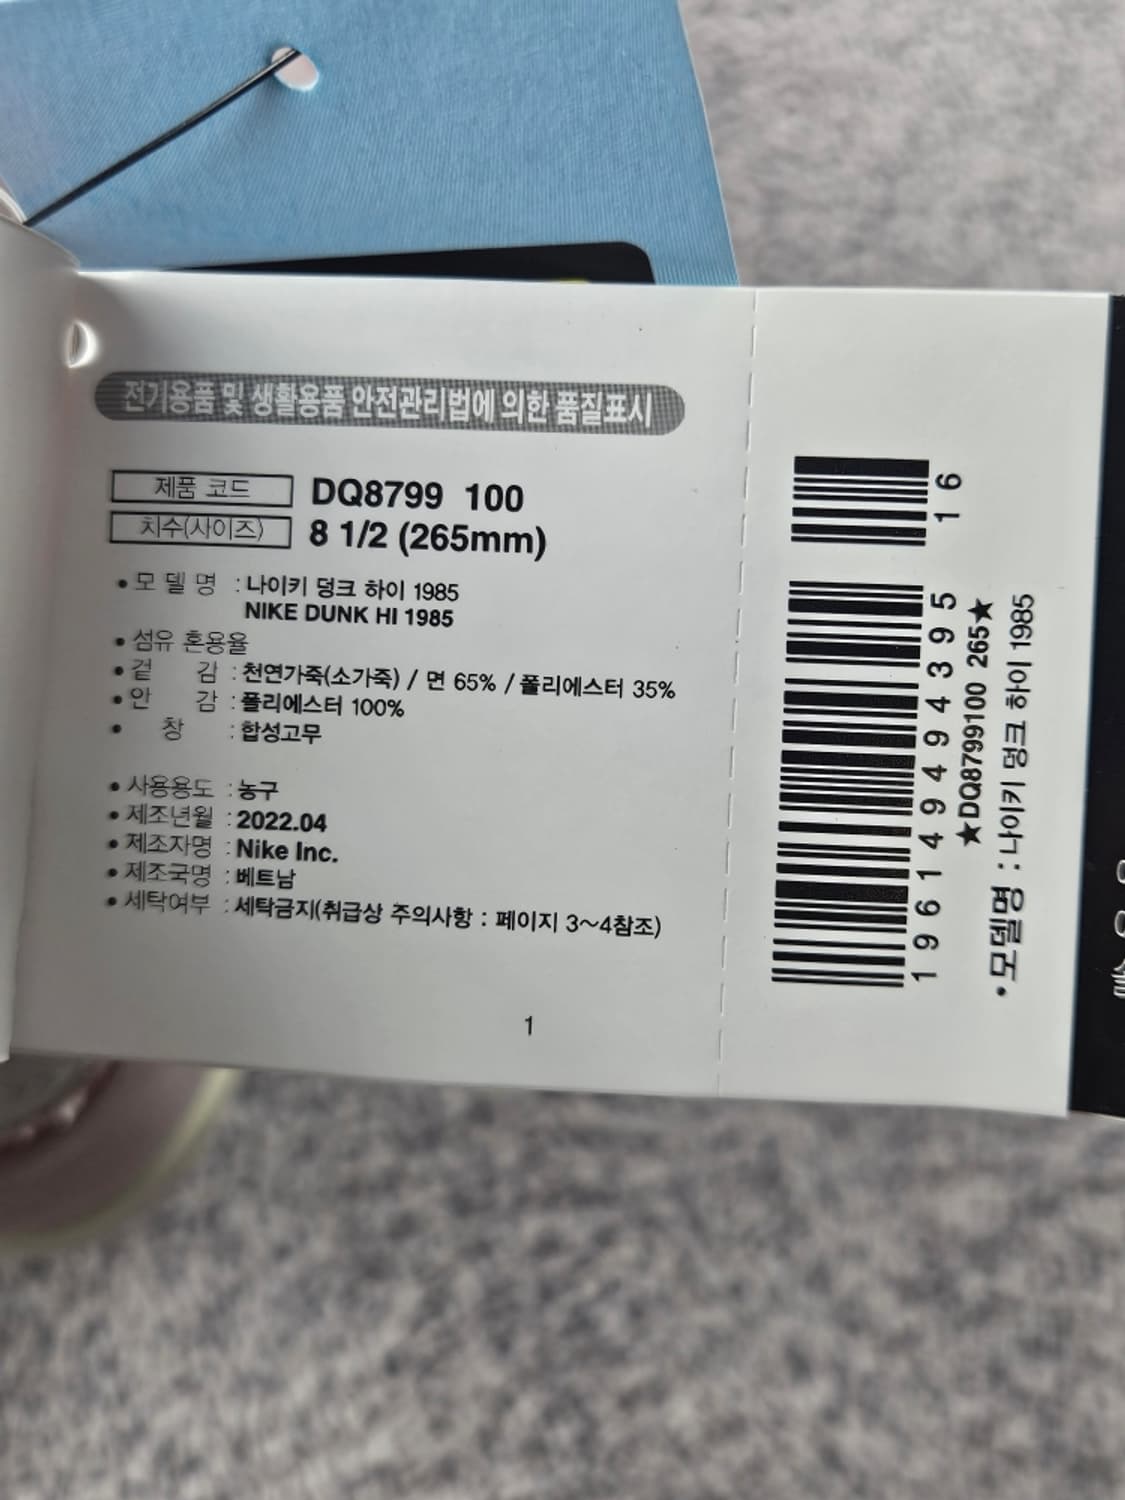 전기용품 및 생활용품 안전관리법에 의한 품질표시
제품 코드 DQ8799 100
치수(사이즈) 8 1/2 (265mm)
• 모 델 명 : 나이키 덩크 하이 1985
NIKE DUNK HI 1985
• 섬유 혼용율
• 겉 감 : 천연가죽(소가죽) / 면 65% / 폴리에스터 35%
• 안 감 : 폴리에스터 100%
• 창 : 합성고무
• 사용용도 : 농구
• 제조년월 : 2022.04
• 제조자명 : Nike Inc.
• 제조국명 : 베트남
• 세탁여부 : 세탁금지(취급상 주의사항 : 페이지 3~4참조)
1
196149494395 16
★DQ8799100 265★
• 모델명 : 나이키 덩크 하이 1985